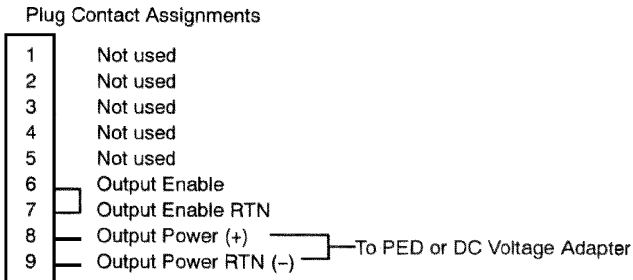 Plug Contact Assignments
1 Not used
2 Not used
3 Not used
4 Not used
5 Not used
6 Output Enable
7 Output Enable RTN
8 Output Power (+)
To PED or DC Voltage Adapter
9 Output Power RTN (–)